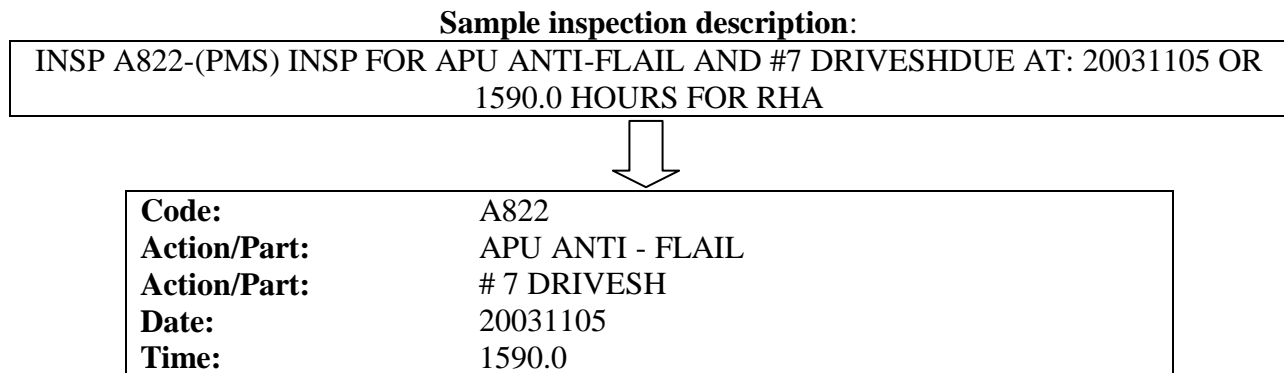 Sample inspection description:
INSP A822-(PMS) INSP FOR APU ANTI-FLAIL AND #7 DRIVESHDUE AT: 20031105 OR
1590.0 HOURS FOR RHA
Code: A822
Action/Part: APU ANTI - FLAIL
Action/Part: # 7 DRIVESH
Date: 20031105
Time: 1590.0